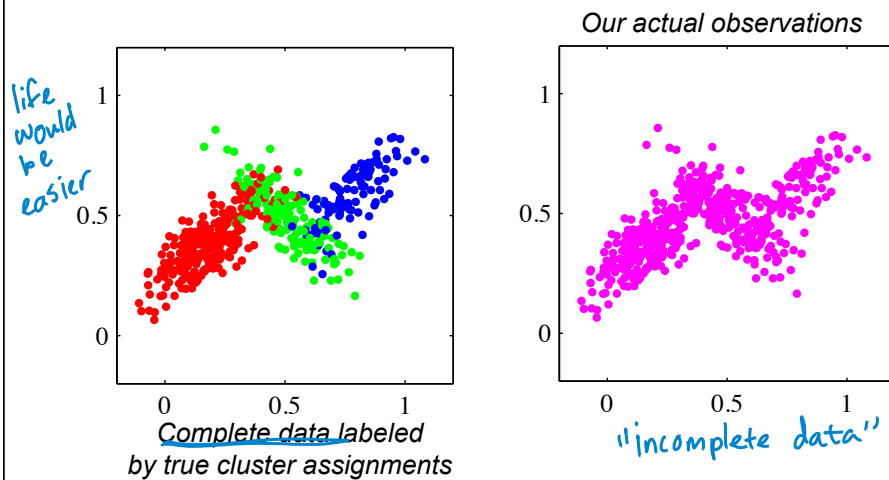 Our actual observations
life
would
be
easier
1
0.5
0
0
0.5
1
Complete data labeled
by true cluster assignments
1
0.5
0
0
0.5
1
"incomplete data"